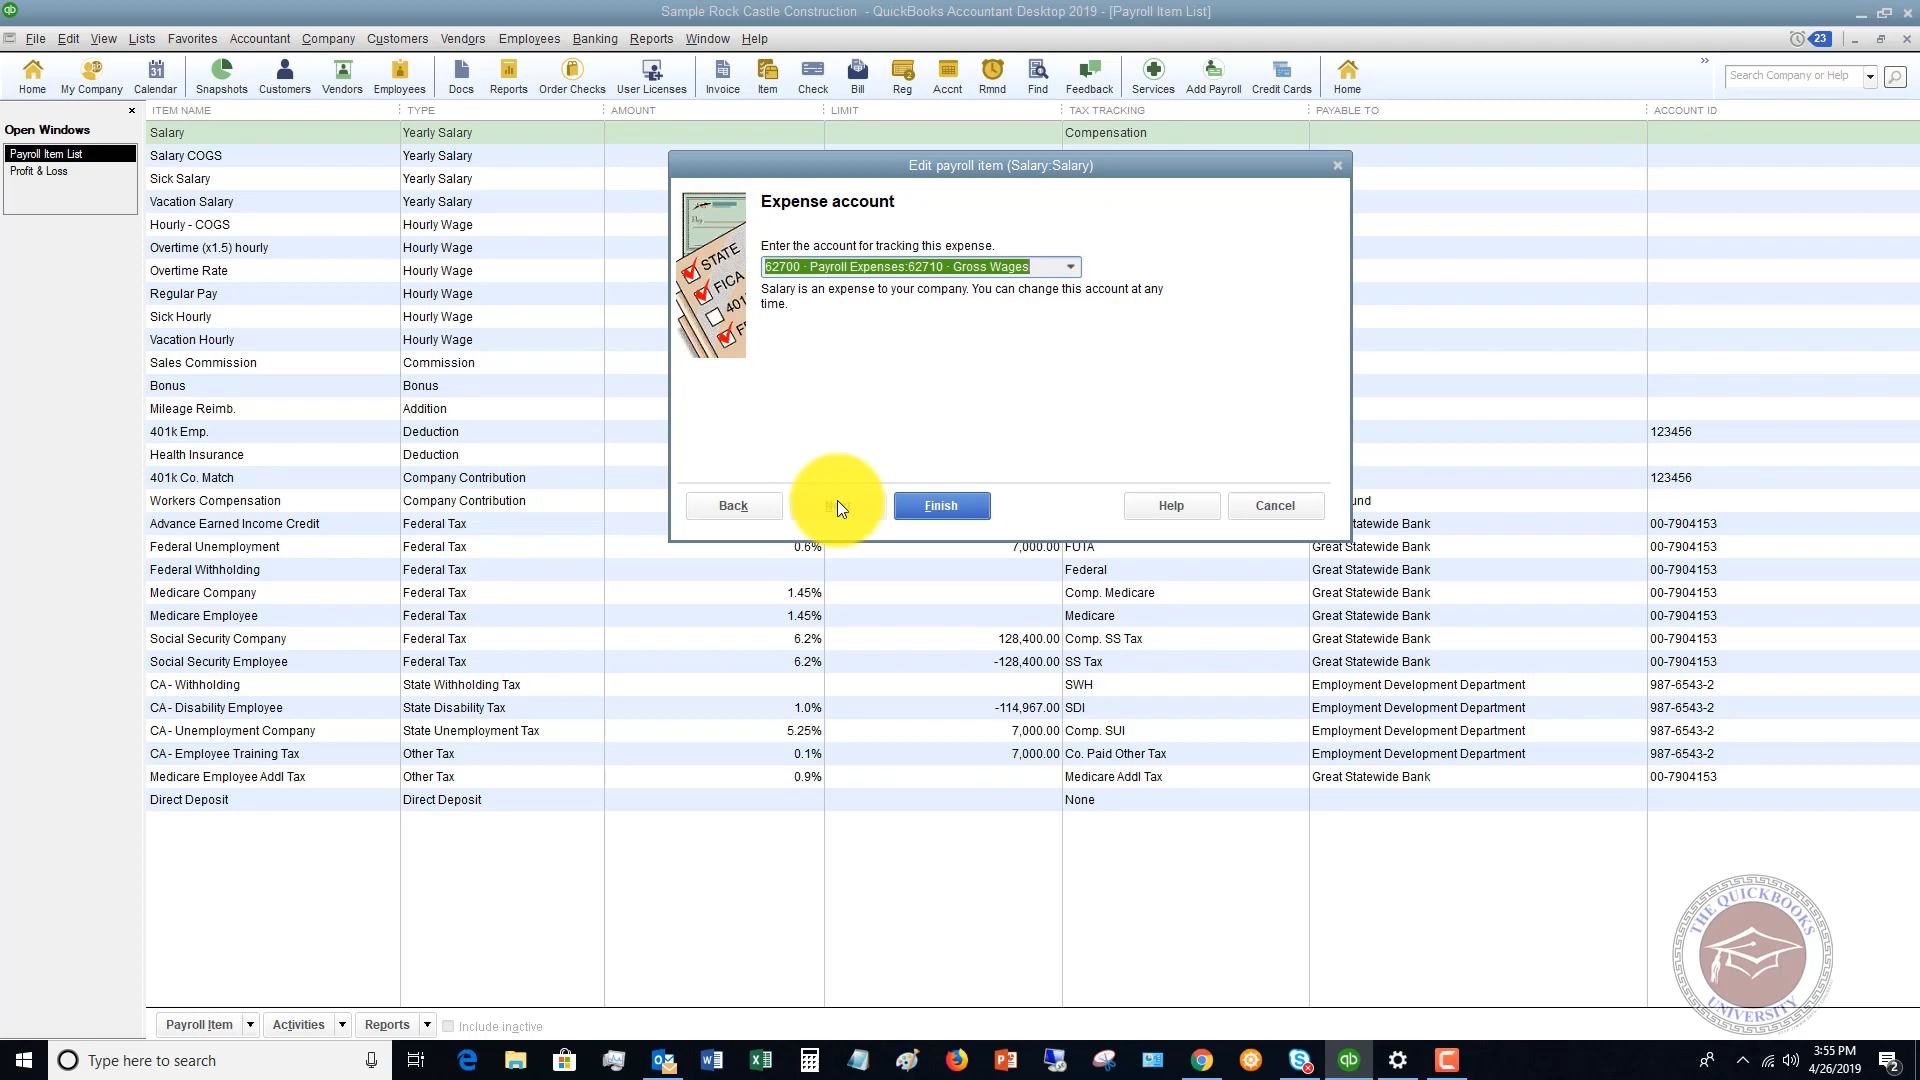 Sample Rock Castle Construction - QuickBooks Accountant Desktop 2019 - [Payroll Item List]
File Edit View Lists Favorites Accountant Company Customers Vendors Employees Banking Reports Window Help 23
Home My Company Calendar Snapshots Customers Vendors Employees Docs Reports Order Checks User Licenses Invoice Item Check Bill Reg Accnt Rmnd Find Feedback Services Add Payroll Credit Cards Home Search Company or Help
ITEM NAME TYPE AMOUNT LIMIT TAX TRACKING PAYABLE TO ACCOUNT ID
Open Windows
Payroll Item List
Profit & Loss
Salary Yearly Salary Compensation
Salary COGS Yearly Salary
Sick Salary Yearly Salary
Vacation Salary Yearly Salary
Hourly - COGS Hourly Wage
Overtime (x1.5) hourly Hourly Wage
Overtime Rate Hourly Wage
Regular Pay Hourly Wage
Sick Hourly Hourly Wage
Vacation Hourly Hourly Wage
Sales Commission Commission
Bonus Bonus
Mileage Reimb. Addition
401k Emp. Deduction 123456
Health Insurance Deduction
401k Co. Match Company Contribution 123456
Workers Compensation Company Contribution und
Advance Earned Income Credit Federal Tax Statewide Bank 00-7904153
Federal Unemployment Federal Tax 0.6% 7,000.00 FUTA Great Statewide Bank 00-7904153
Federal Withholding Federal Tax Federal Great Statewide Bank 00-7904153
Medicare Company Federal Tax 1.45% Comp. Medicare Great Statewide Bank 00-7904153
Medicare Employee Federal Tax 1.45% Medicare Great Statewide Bank 00-7904153
Social Security Company Federal Tax 6.2% 128,400.00 Comp. SS Tax Great Statewide Bank 00-7904153
Social Security Employee Federal Tax 6.2% -128,400.00 SS Tax Great Statewide Bank 00-7904153
CA - Withholding State Withholding Tax SWH Employment Development Department 987-6543-2
CA - Disability Employee State Disability Tax 1.0% -114,967.00 SDI Employment Development Department 987-6543-2
CA - Unemployment Company State Unemployment Tax 5.25% 7,000.00 Comp. SUI Employment Development Department 987-6543-2
CA - Employee Training Tax Other Tax 0.1% 7,000.00 Co. Paid Other Tax Employment Development Department 987-6543-2
Medicare Employee Addl Tax Other Tax 0.9% Medicare Addl Tax Great Statewide Bank 00-7904153
Direct Deposit Direct Deposit None
Edit payroll item (Salary:Salary)
Expense account
Enter the account for tracking this expense.
62700 · Payroll Expenses:62710 · Gross Wages
Salary is an expense to your company. You can change this account at any
time.
STATE
FICA
401
Back Finish Help Cancel
THE QUICKBOOKS
UNIVERSITY
Payroll Item Activities Reports Include inactive
Type here to search
3:55 PM
4/26/2019
2